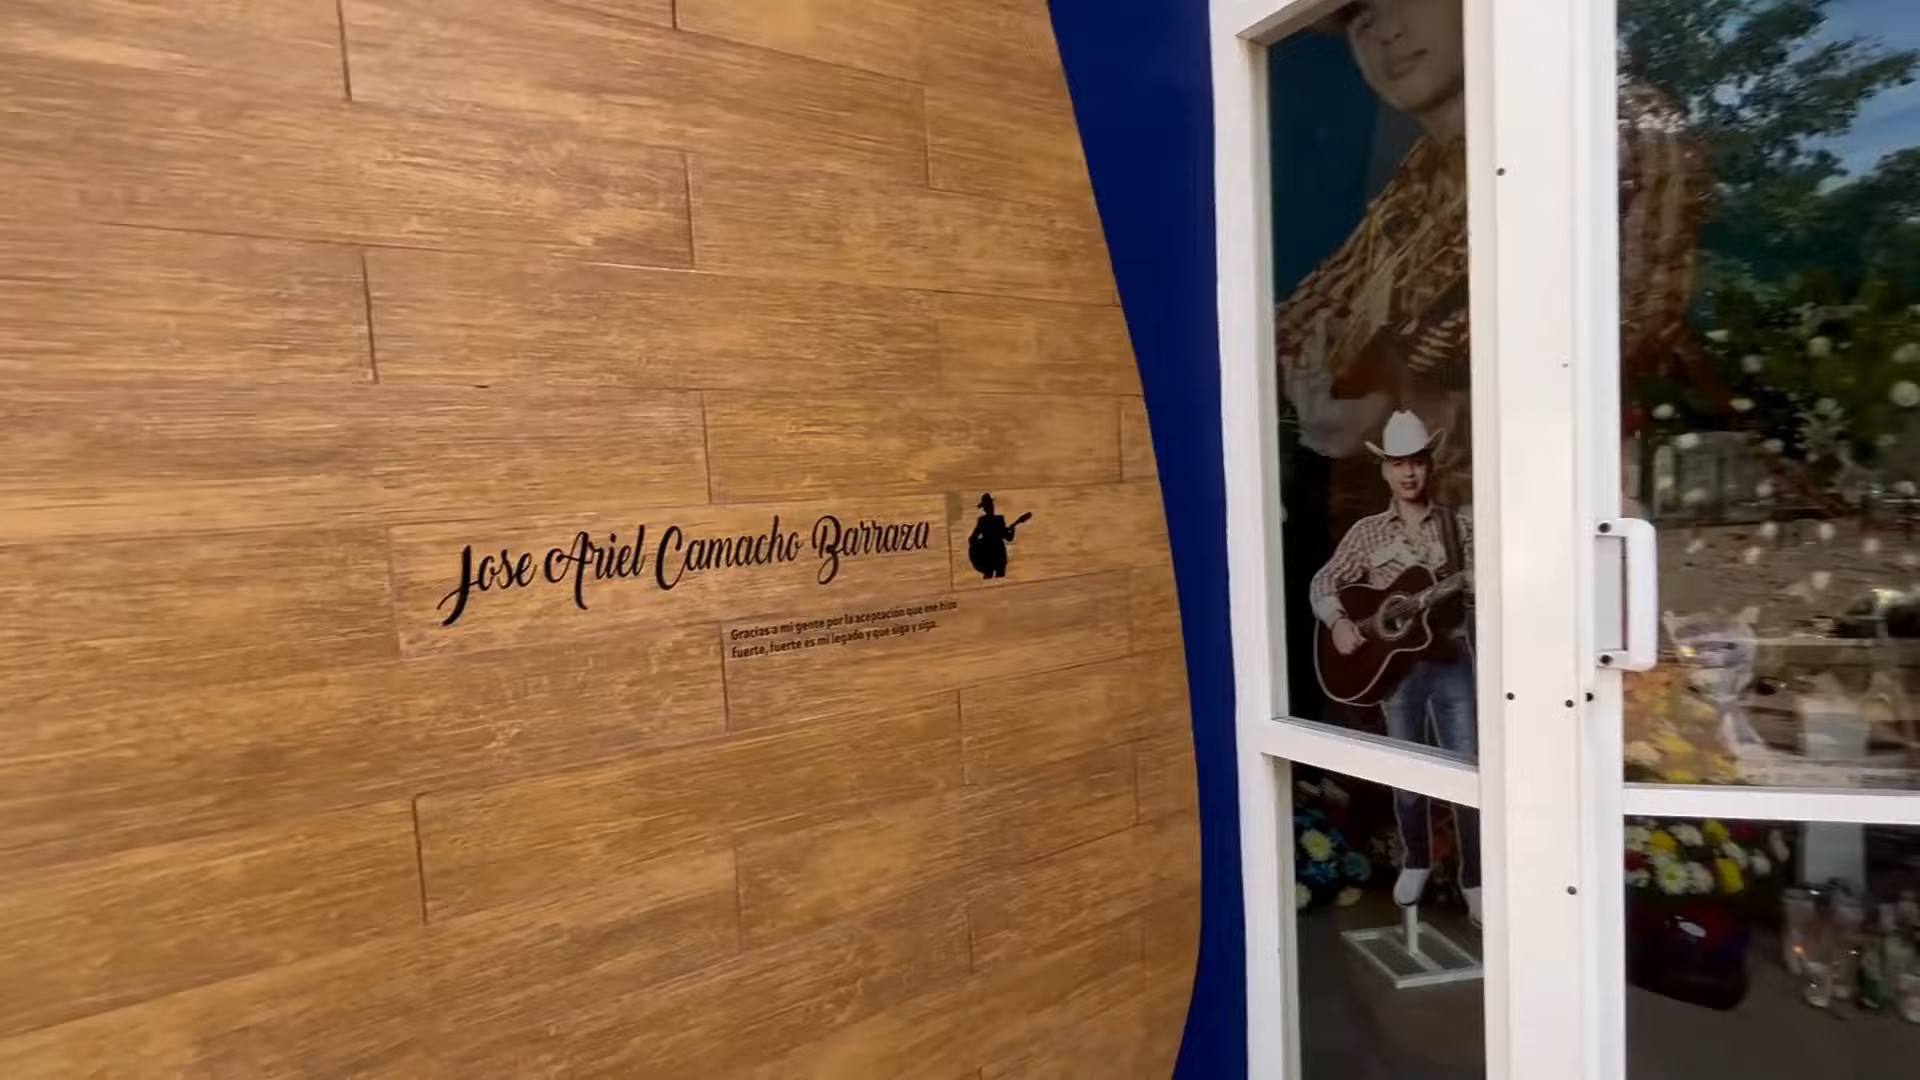 Jose Ariel Camacho Barraza
Gracias a mi gente por la aceptación que me hizo
fuerte, fuerte es mi legado y que siga y siga.